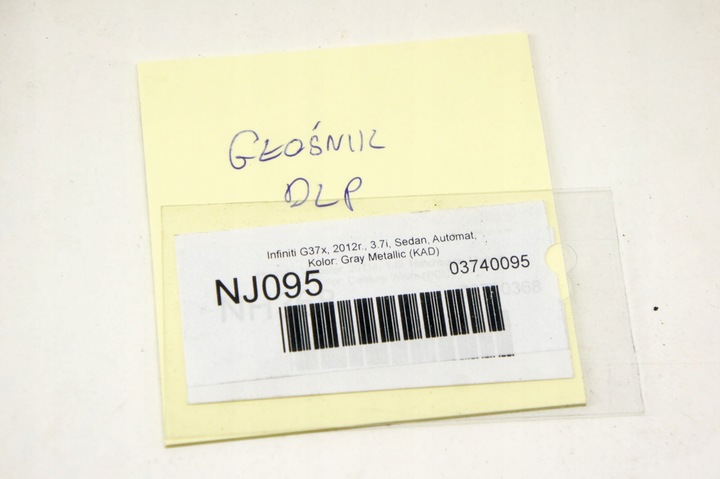 GŁOŚNIK
DLP
Infiniti G37x, 2012r., 3.7i, Sedan, Automat,
Kolor: Gray Metallic (KAD)
NJ095 03740095